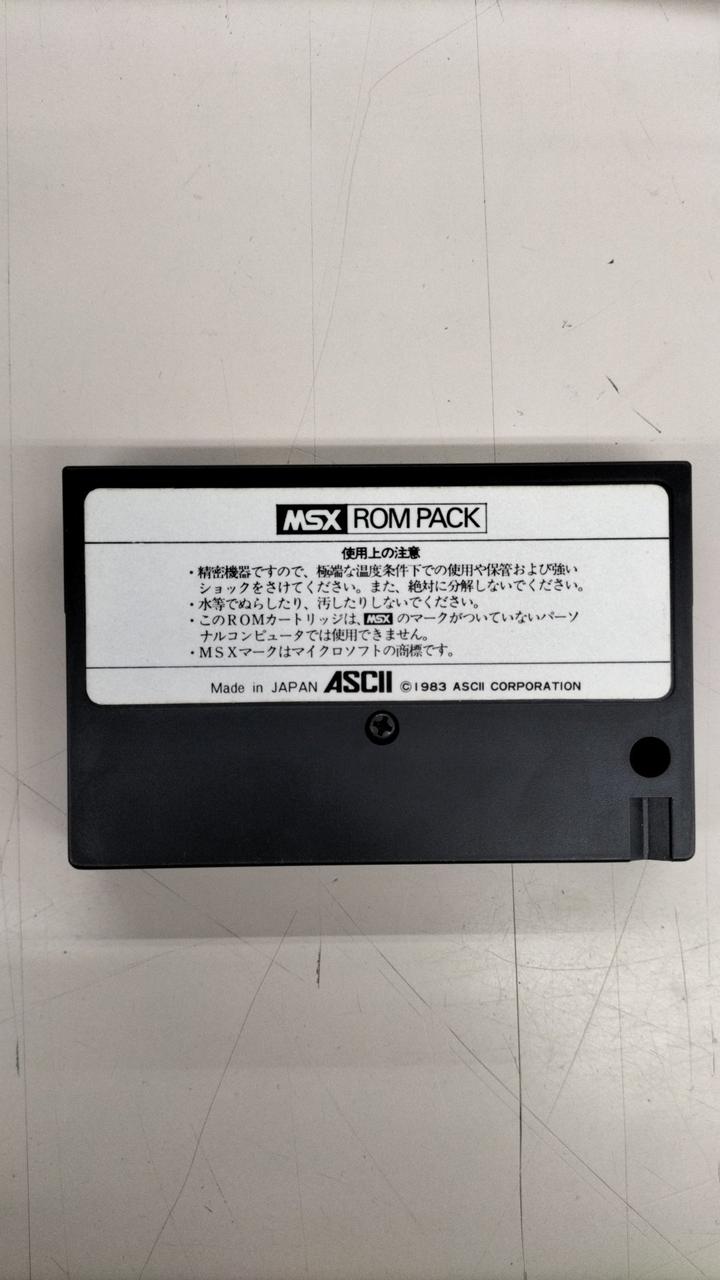 MSX ROM PACK
使用上の注意
・精密機器ですので、極端な温度条件下での使用や保管および強い
ショックをさけてください。また、絶対に分解しないでください。
・水等でぬらしたり、汚したりしないでください。
・このROMカートリッジは、MSXのマークがついていないパーソ
ナルコンピュータでは使用できません。
・MSXマークはマイクロソフトの商標です。
Made in JAPAN ASCII ©1983 ASCII CORPORATION